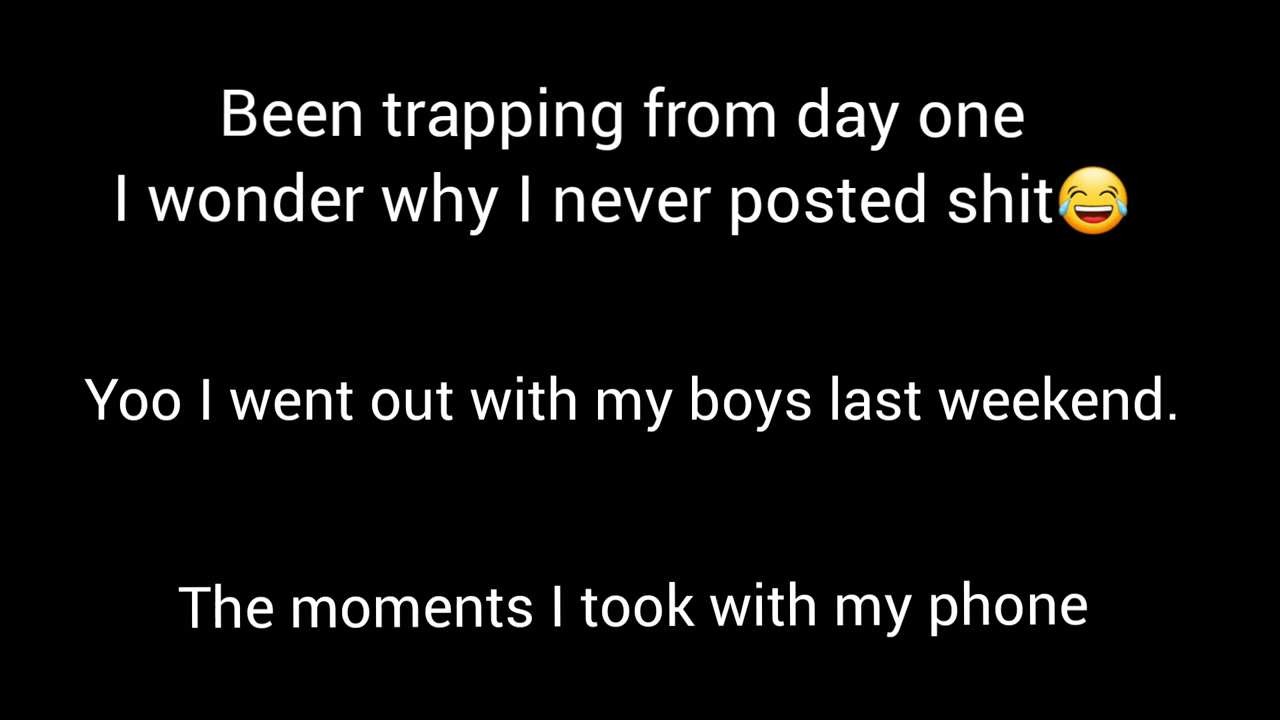 Been trapping from day one
I wonder why I never posted shit😂
Yoo I went out with my boys last weekend.
The moments I took with my phone